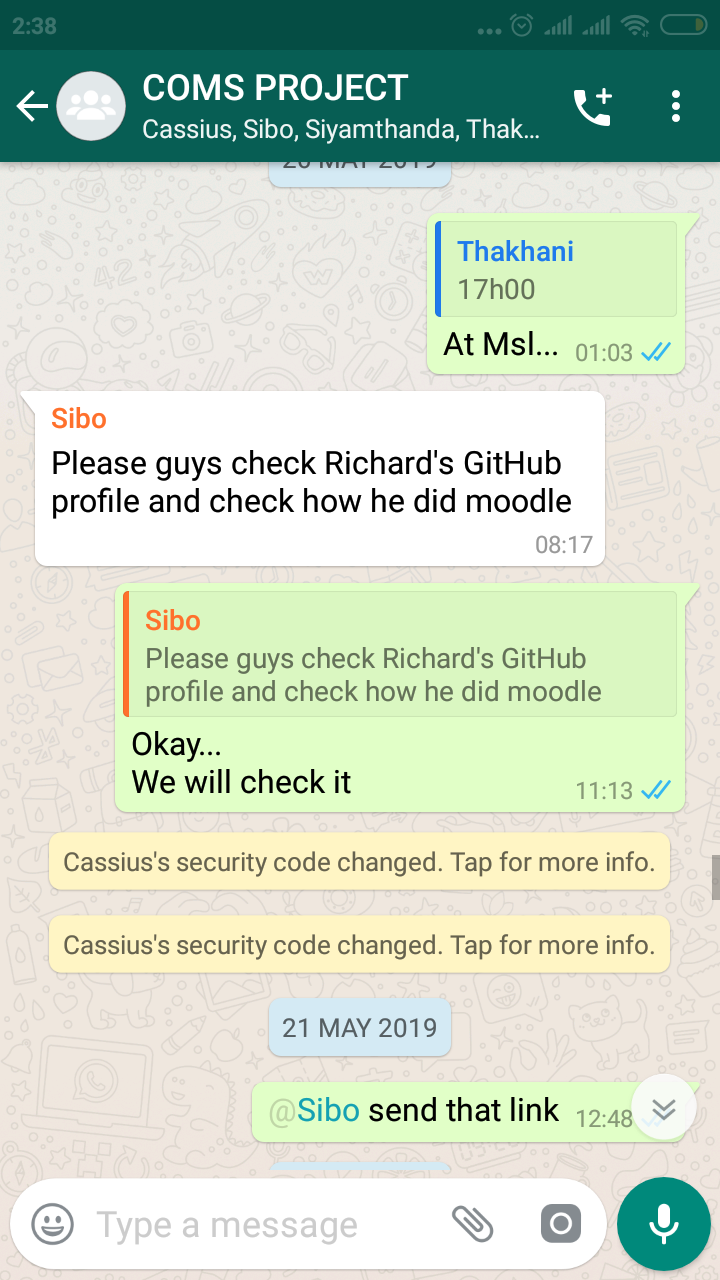 2:38
COMS PROJECT
Cassius, Sibo, Siyamthanda, Thak...
20 MAY 2019
Thakhani
17h00
At Msl... 01:03
Sibo
Please guys check Richard's GitHub
profile and check how he did moodle
08:17
Sibo
Please guys check Richard's GitHub
profile and check how he did moodle
Okay...
We will check it
11:13
Cassius's security code changed. Tap for more info.
Cassius's security code changed. Tap for more info.
21 MAY 2019
@Sibo send that link 12:48
Type a message